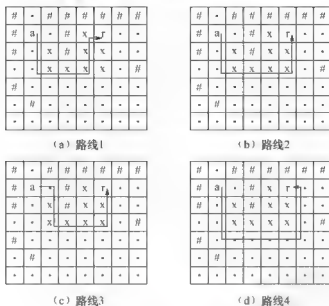 # · # # # # # #
# a · # x r · ·
· · x # x · · ·
· · x x x · · #
# · · · · · · ·
· # · · · · · ·
· · · · · · · ·
(a) 路线1
# · # # # # # #
# a · # x r · ·
· · x # x · · ·
· · x x x · · #
# · · · · · · ·
· # · · · · · ·
· · · · · · · ·
(b) 路线2
# · # # # # # #
# a · # x r · ·
· · x # x · · ·
· · x x x · · #
# · · · · · · ·
· # · · · · · ·
· · · · · · · ·
(c) 路线3
# · # # # # # #
# a · # x r · ·
· · x # x · · ·
· · x x x · · #
# · · · · · · ·
· # · · · · · ·
· · · · · · · ·
(d) 路线4